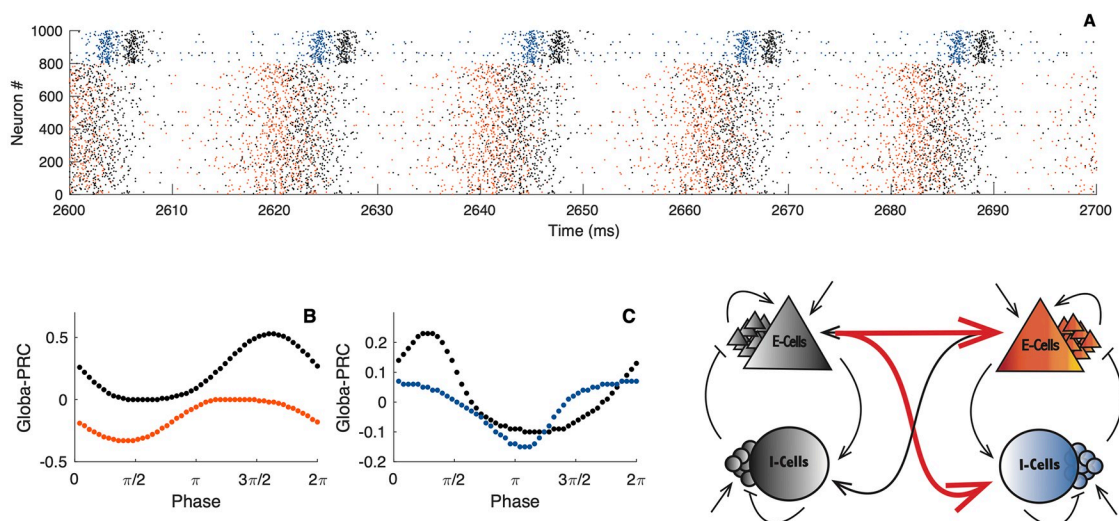 A
1000
800
600
400
200
0
Neuron #
2600 2610 2620 2630 2640 2650 2660 2670 2680 2690 2700
Time (ms)
B
0.5
0
-0.5
Globa-PRC
0 π/2 π 3π/2 2π
Phase
C
0.2
0.1
0
-0.1
-0.2
Globa-PRC
0 π/2 π 3π/2 2π
Phase
E-Cells E-Cells
I-Cells I-Cells